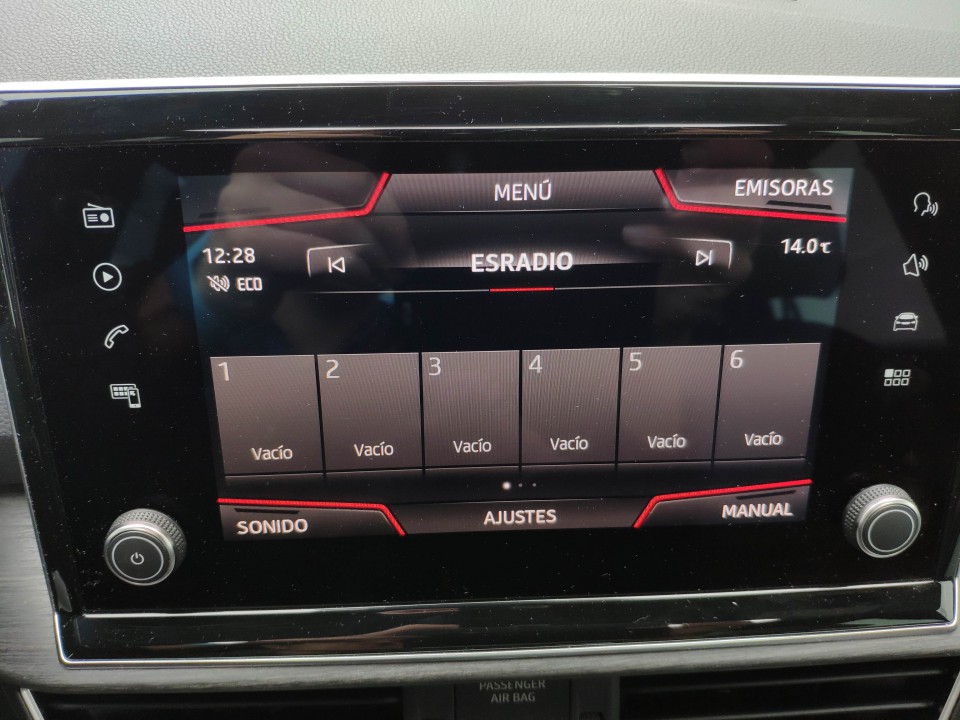 MENÚ
EMISORAS
12:28
ESRADIO
14.0℃
ECO
1
2
3
4
5
6
Vacío
Vacío
Vacío
Vacío
Vacío
Vacío
SONIDO
AJUSTES
MANUAL
PASSENGER
AIR BAG